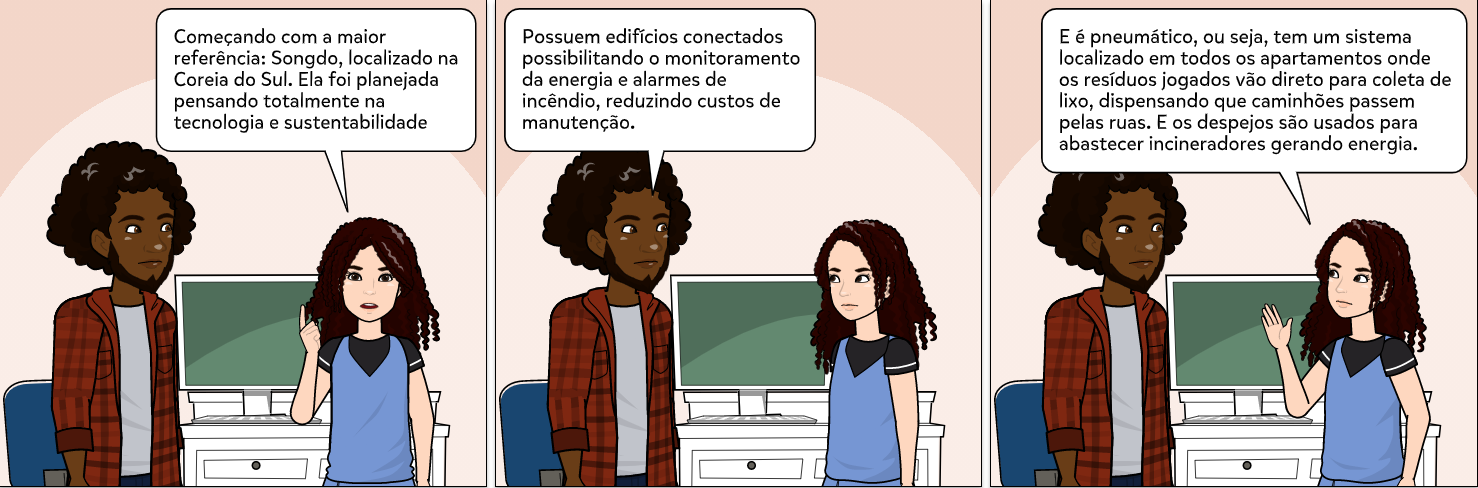 Começando com a maior
referência: Songdo, localizado na
Coreia do Sul. Ela foi planejada
pensando totalmente na
tecnologia e sustentabilidade
Possuem edifícios conectados
possibilitando o monitoramento
da energia e alarmes de
incêndio, reduzindo custos de
manutenção.
E é pneumático, ou seja, tem um sistema
localizado em todos os apartamentos onde
os resíduos jogados vão direto para coleta de
lixo, dispensando que caminhões passem
pelas ruas. E os despejos são usados para
abastecer incineradores gerando energia.